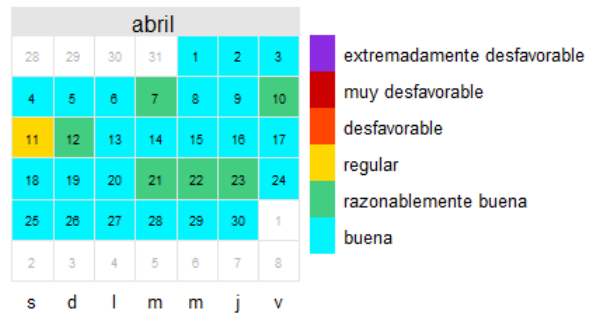 abril
28 29 30 31 1 2 3
4 5 6 7 8 9 10
11 12 13 14 15 16 17
18 19 20 21 22 23 24
25 26 27 28 29 30 1
2 3 4 5 6 7 8
s d l m m j v
extremadamente desfavorable
muy desfavorable
desfavorable
regular
razonablemente buena
buena